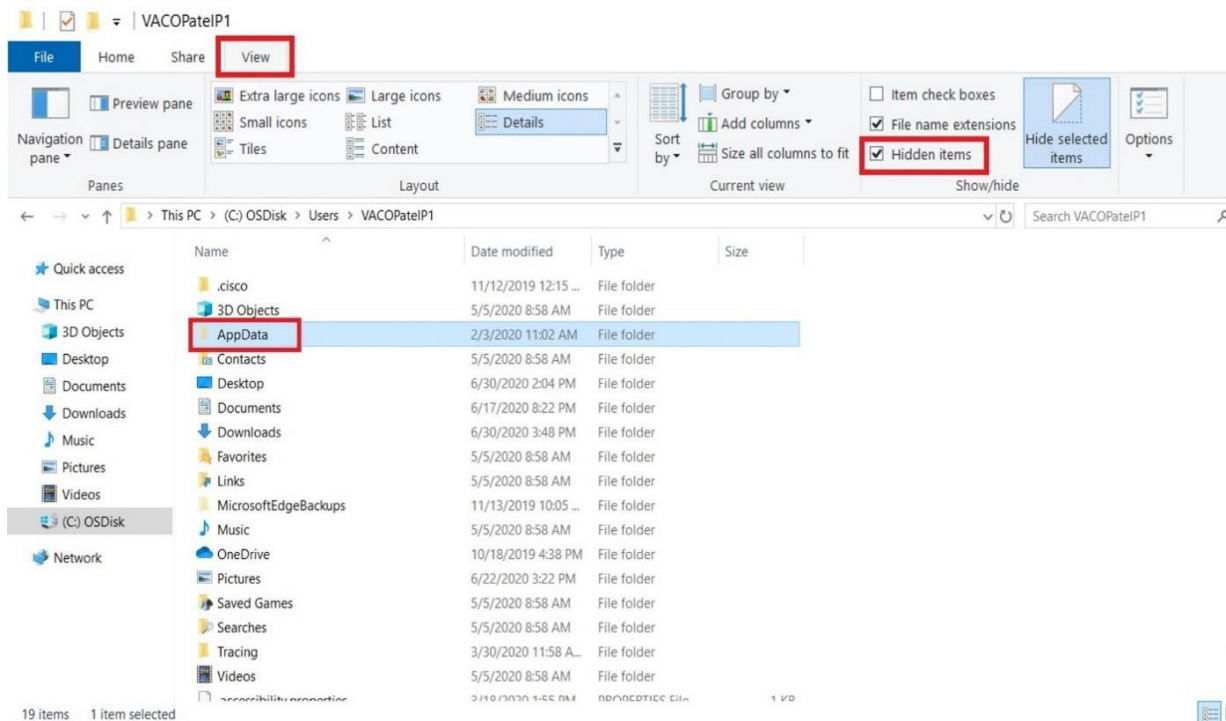 VACOPatelP1
File Home Share View
Navigation pane
Preview pane
Details pane
Panes
Extra large icons Large icons Medium icons
Small icons List Details
Tiles Content
Layout
Sort by
Group by
Add columns
Size all columns to fit
Current view
Item check boxes
File name extensions
Hidden items
Hide selected items
Show/hide
Options
This PC > (C:) OSDisk > Users > VACOPatelP1
Search VACOPatelP1
Quick access
This PC
3D Objects
Desktop
Documents
Downloads
Music
Pictures
Videos
(C:) OSDisk
Network
Name Date modified Type Size
.cisco 11/12/2019 12:15 ... File folder
3D Objects 5/5/2020 8:58 AM File folder
AppData 2/3/2020 11:02 AM File folder
Contacts 5/5/2020 8:58 AM File folder
Desktop 6/30/2020 2:04 PM File folder
Documents 6/17/2020 8:22 PM File folder
Downloads 6/30/2020 3:48 PM File folder
Favorites 5/5/2020 8:58 AM File folder
Links 5/5/2020 8:58 AM File folder
MicrosoftEdgeBackups 11/13/2019 10:05 ... File folder
Music 5/5/2020 8:58 AM File folder
OneDrive 10/18/2019 4:38 PM File folder
Pictures 6/22/2020 3:22 PM File folder
Saved Games 5/5/2020 8:58 AM File folder
Searches 5/5/2020 8:58 AM File folder
Tracing 3/30/2020 11:58 A... File folder
Videos 5/5/2020 8:58 AM File folder
.accessibility.properties 3/18/2020 1:55 PM PROPERTIES File 1 KB
19 items 1 item selected